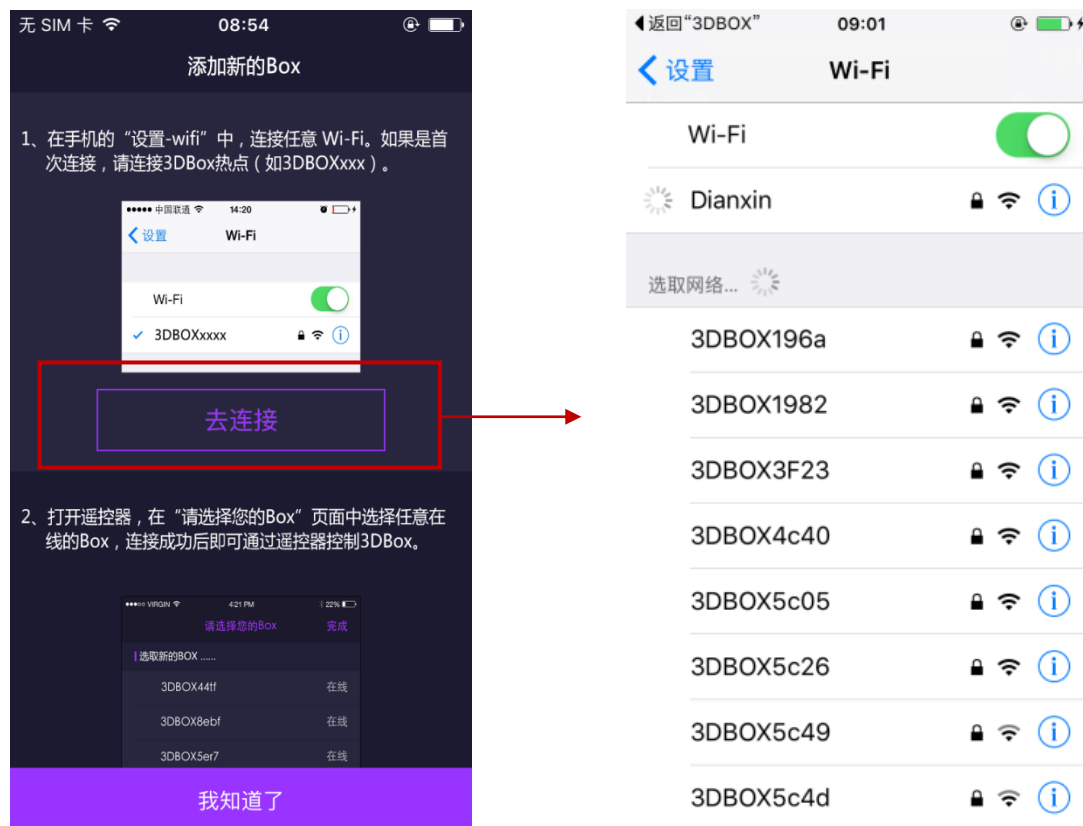 无 SIM 卡 08:54
添加新的Box
1、在手机的“设置-wifi”中，连接任意 Wi-Fi。如果是首
次连接，请连接3DBox热点（如3DBOXxxx）。
中国联通 14:20
设置 Wi-Fi
Wi-Fi
3DBOXxxxx
去连接
2、打开遥控器，在“请选择您的Box”页面中选择任意在
线的Box，连接成功后即可通过遥控器控制3DBox。
VIRGIN 4:21 PM 22%
请选择您的Box 完成
选取新的BOX ......
3DBOX44tf 在线
3DBOX8ebf 在线
3DBOX5er7 在线
我知道了
返回“3DBOX” 09:01
设置 Wi-Fi
Wi-Fi
Dianxin
选取网络...
3DBOX196a
3DBOX1982
3DBOX3F23
3DBOX4c40
3DBOX5c05
3DBOX5c26
3DBOX5c49
3DBOX5c4d